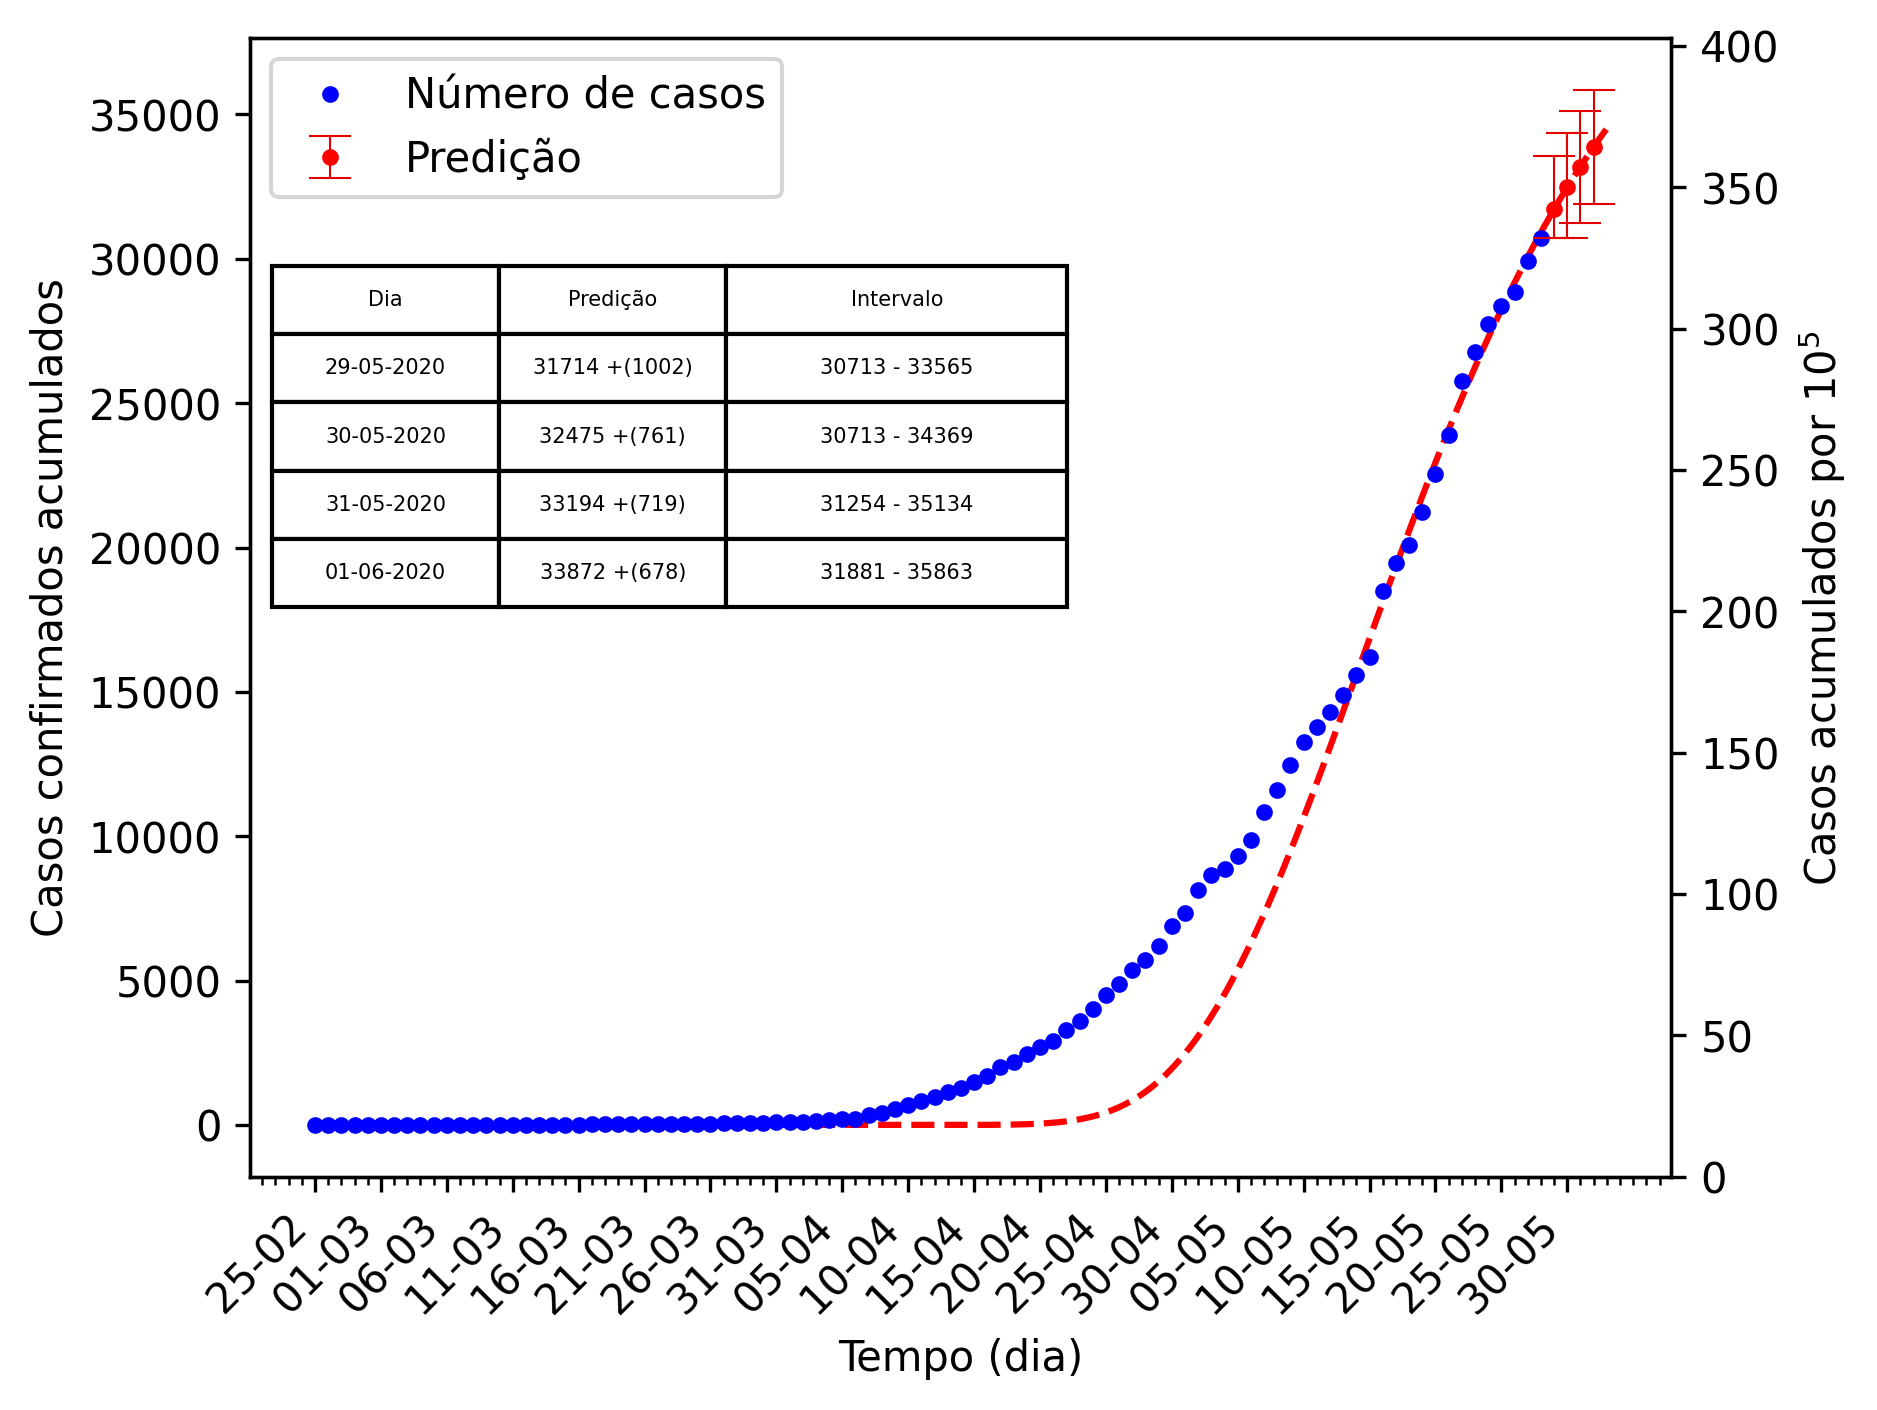 Número de casos
Predição
Dia Predição Intervalo
29-05-2020 31714 +(1002) 30713 - 33565
30-05-2020 32475 +(761) 30713 - 34369
31-05-2020 33194 +(719) 31254 - 35134
01-06-2020 33872 +(678) 31881 - 35863
Casos confirmados acumulados
35000
30000
25000
20000
15000
10000
5000
0
400
350
300
250
200
150
100
50
0
Casos acumulados por 10⁵
25-02 01-03 06-03 11-03 16-03 21-03 26-03 31-03 05-04 10-04 15-04 20-04 25-04 30-04 05-05 10-05 15-05 20-05 25-05 30-05
Tempo (dia)